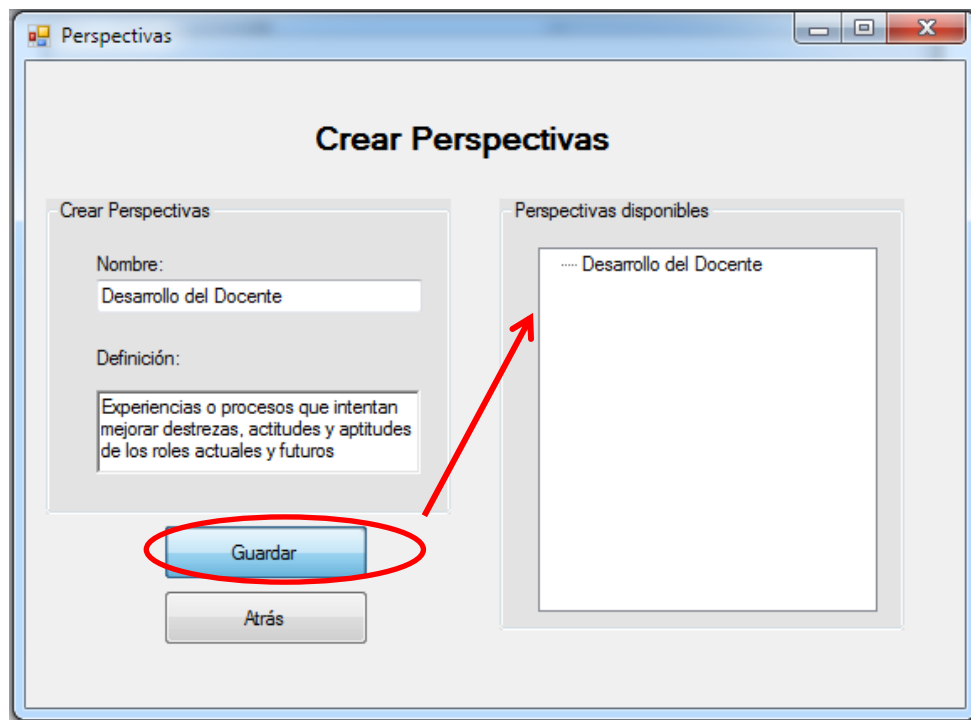 Perspectivas
Crear Perspectivas
Crear Perspectivas
Nombre:
Desarrollo del Docente
Definición:
Experiencias o procesos que intentan
mejorar destrezas, actitudes y aptitudes
de los roles actuales y futuros
Guardar
Atrás
Perspectivas disponibles
Desarrollo del Docente